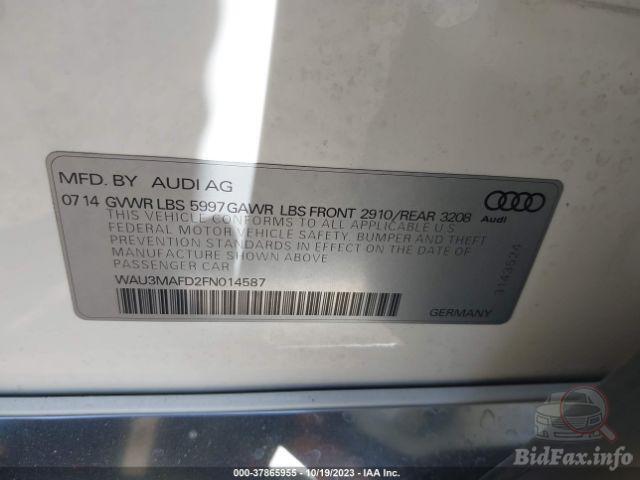 MFD. BY AUDI AG
07 14 GVWR LBS 5997 GAWR LBS FRONT 2910/REAR 3208
THIS VEHICLE CONFORMS TO ALL APPLICABLE U.S
FEDERAL MOTOR VEHICLE SAFETY, BUMPER AND THEFT
PREVENTION STANDARDS IN EFFECT ON THE DATE OF
MANUFACTURE SHOWN ABOVE
PASSENGER CAR
WAU3MAFD2FN014587
Audi
GERMANY
000-37865955 - 10/19/2023 - IAA Inc.
BidFax.info